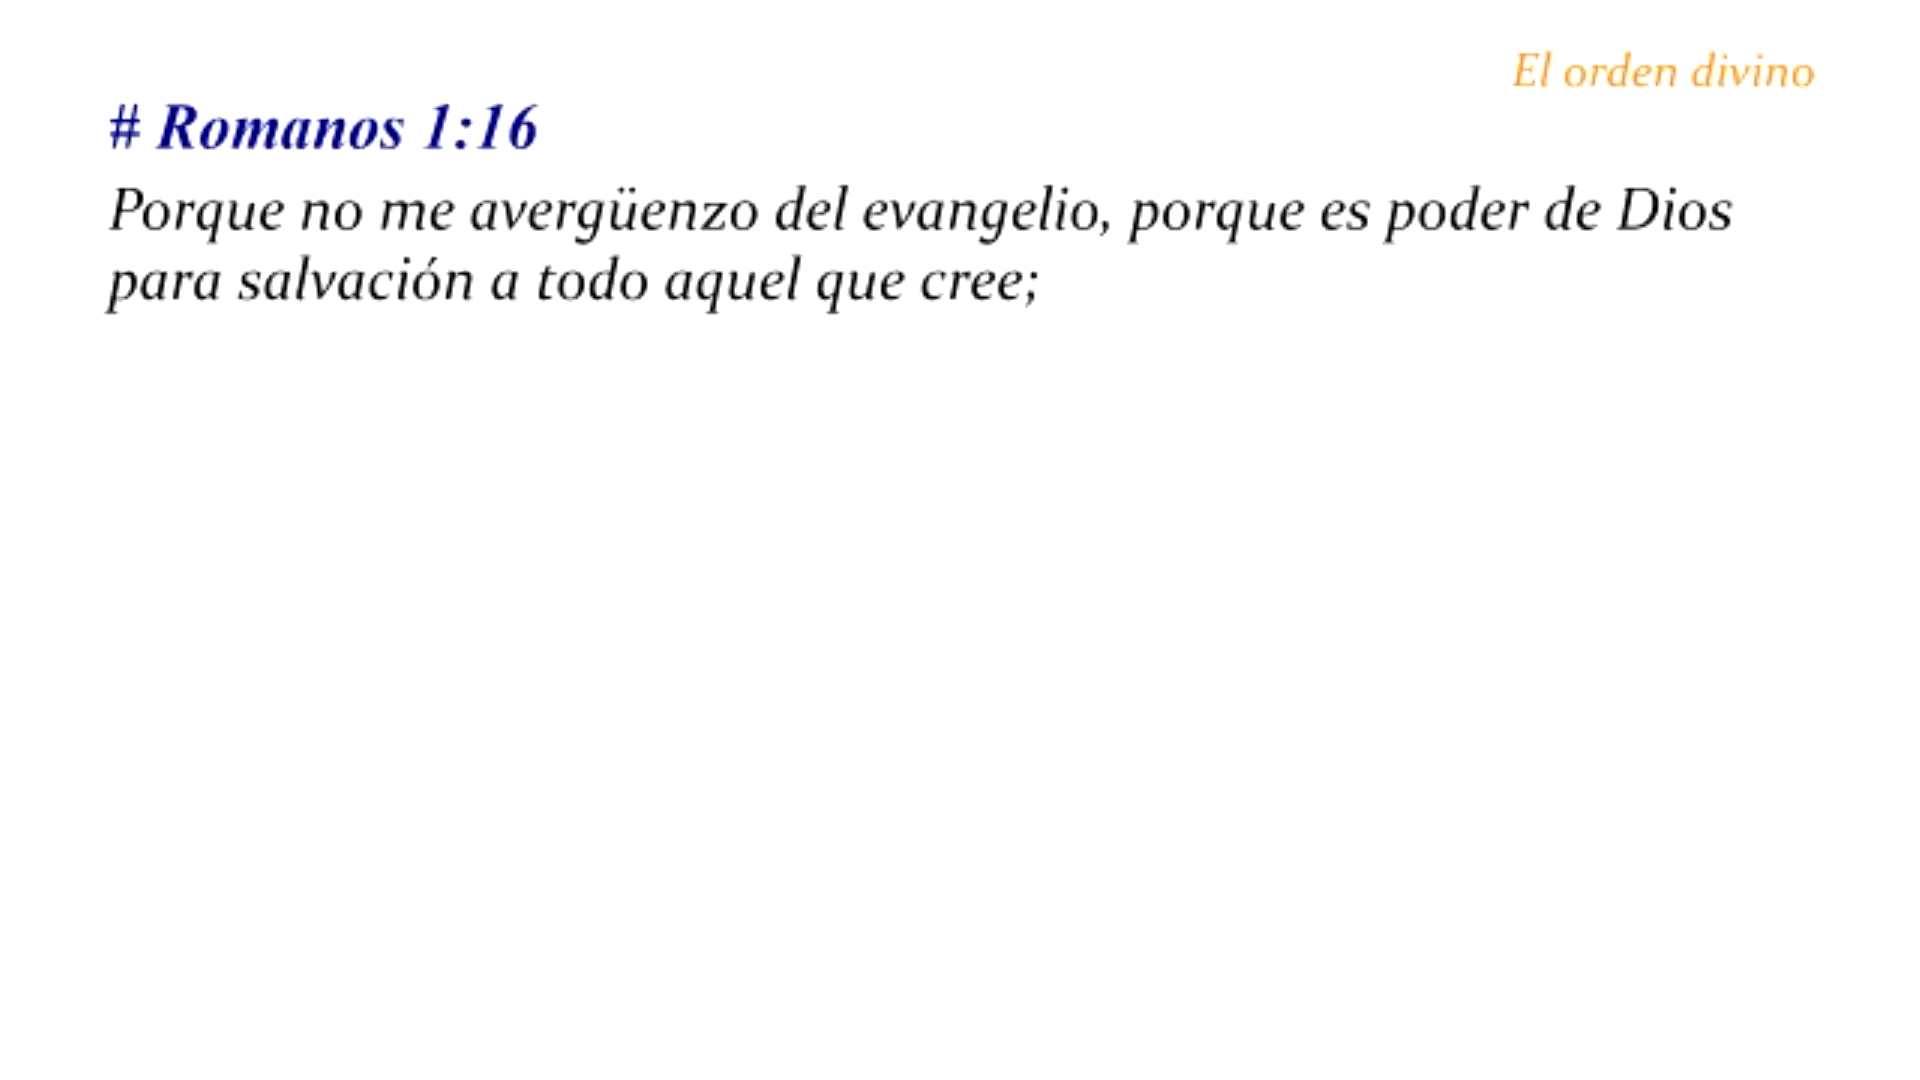 El orden divino
# Romanos 1:16
Porque no me avergüenzo del evangelio, porque es poder de Dios
para salvación a todo aquel que cree;